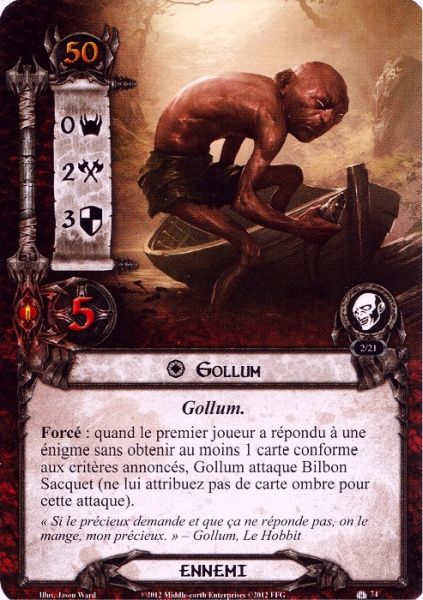 50
0
2
3
5
2/21
Gollum
Gollum.
Forcé : quand le premier joueur a répondu à une
énigme sans obtenir au moins 1 carte conforme
aux critères annoncés, Gollum attaque Bilbon
Sacquet (ne lui attribuez pas de carte ombre pour
cette attaque).
« Si le précieux demande et que ça ne réponde pas, on le
mange, mon précieux. » – Gollum, Le Hobbit
ENNEMI
Illus. Jason Ward ©2012 Middle-earth Enterprises ©2012 FFG 74